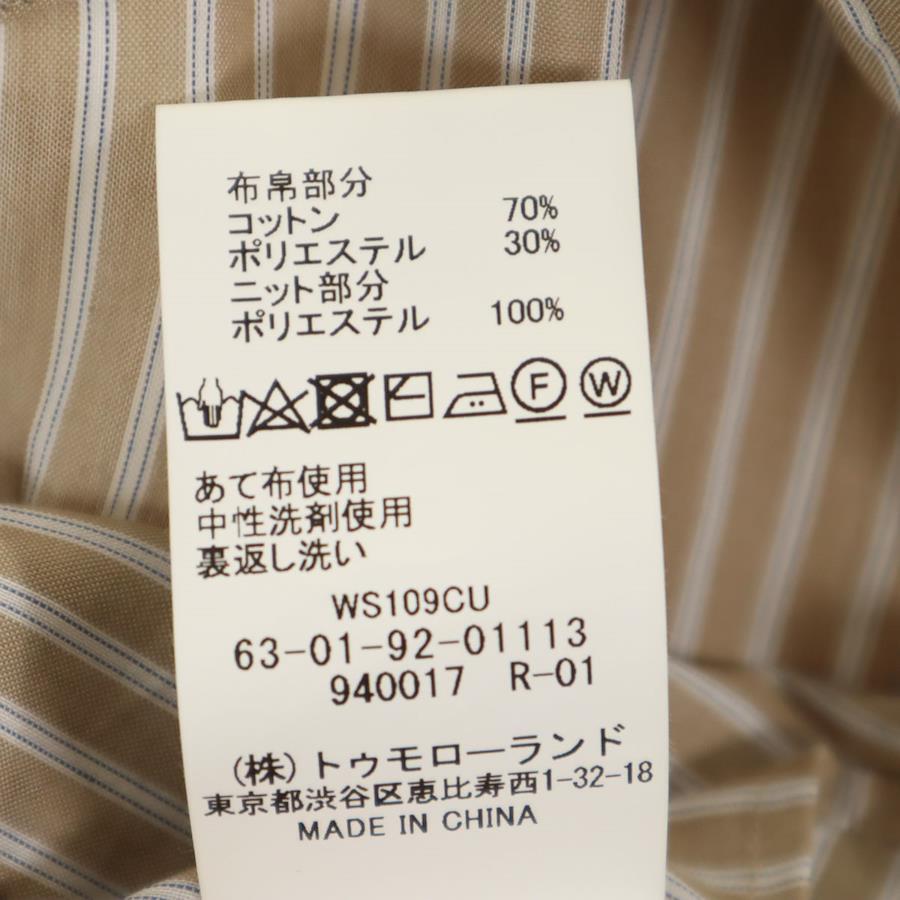 布帛部分
コットン 70%
ポリエステル 30%
ニット部分
ポリエステル 100%
F W
あて布使用
中性洗剤使用
裏返し洗い
WS109CU
63-01-92-01113
940017 R-01
(株)トゥモローランド
東京都渋谷区恵比寿西1-32-18
MADE IN CHINA